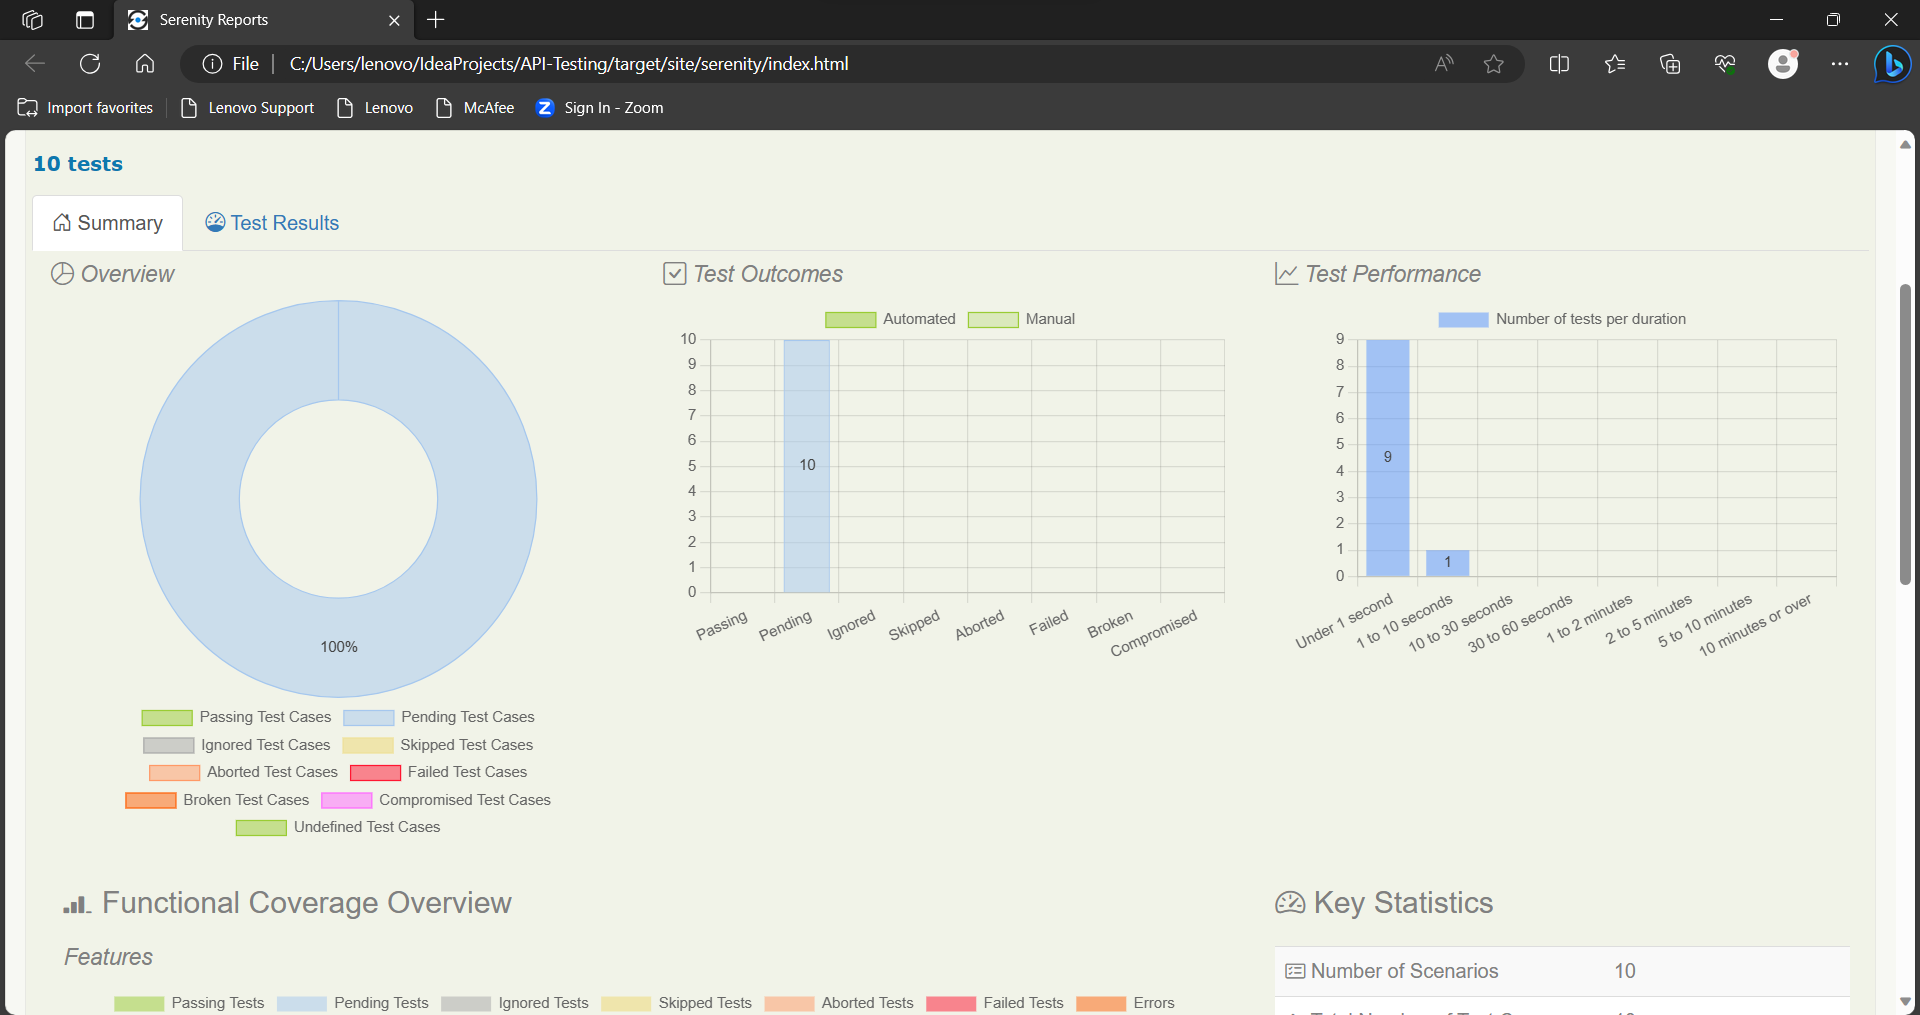 Serenity Reports
File
C:/Users/lenovo/IdeaProjects/API-Testing/target/site/serenity/index.html
Import favorites
Lenovo Support
Lenovo
McAfee
Sign In - Zoom
10 tests
Summary
Test Results
Overview
100%
Passing Test Cases
Pending Test Cases
Ignored Test Cases
Skipped Test Cases
Aborted Test Cases
Failed Test Cases
Broken Test Cases
Compromised Test Cases
Undefined Test Cases
Test Outcomes
Automated
Manual
10
9
8
7
6
5
4
3
2
1
0
10
Passing
Pending
Ignored
Skipped
Aborted
Failed
Broken
Compromised
Test Performance
Number of tests per duration
9
8
7
6
5
4
3
2
1
0
9
1
Under 1 second
1 to 10 seconds
10 to 30 seconds
30 to 60 seconds
1 to 2 minutes
2 to 5 minutes
5 to 10 minutes
10 minutes or over
Functional Coverage Overview
Features
Passing Tests
Pending Tests
Ignored Tests
Skipped Tests
Aborted Tests
Failed Tests
Errors
Key Statistics
Number of Scenarios
10